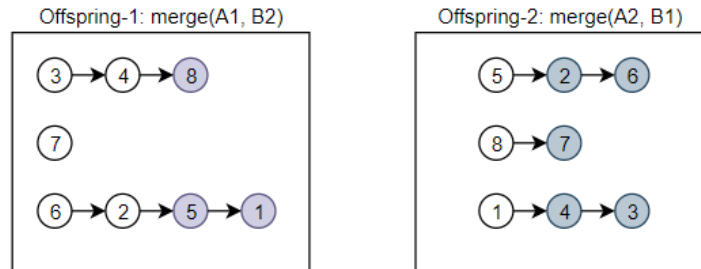 Offspring-1: merge(A1, B2)
3 4 8
7
6 2 5 1
Offspring-2: merge(A2, B1)
5 2 6
8 7
1 4 3